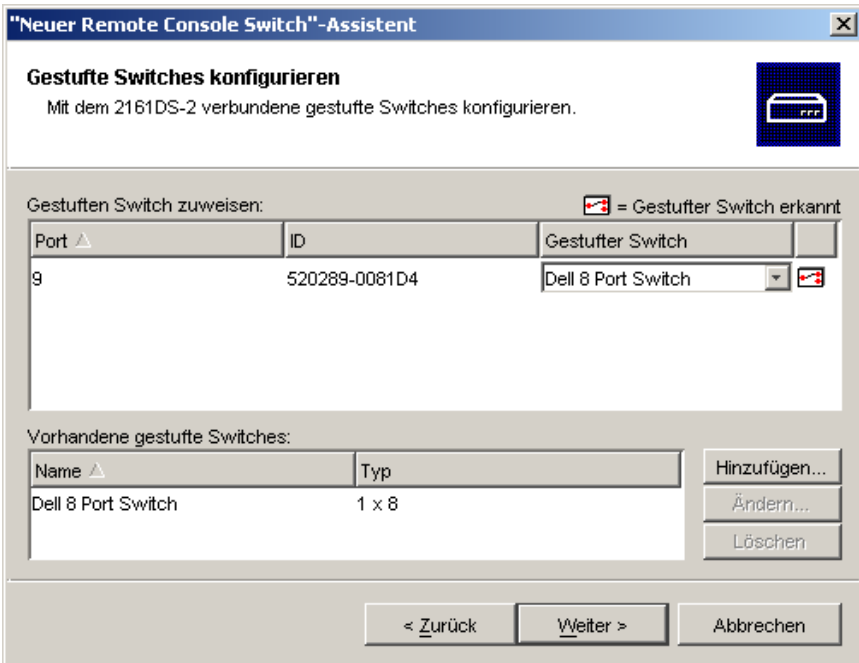 "Neuer Remote Console Switch"-Assistent
Gestufte Switches konfigurieren
Mit dem 2161DS-2 verbundene gestufte Switches konfigurieren.
Gestuften Switch zuweisen: = Gestufter Switch erkannt
Port ID Gestufter Switch
9 520289-0081D4 Dell 8 Port Switch
Vorhandene gestufte Switches:
Name Typ Hinzufügen...
Dell 8 Port Switch 1 x 8 Ändern...
Löschen
< Zurück Weiter > Abbrechen